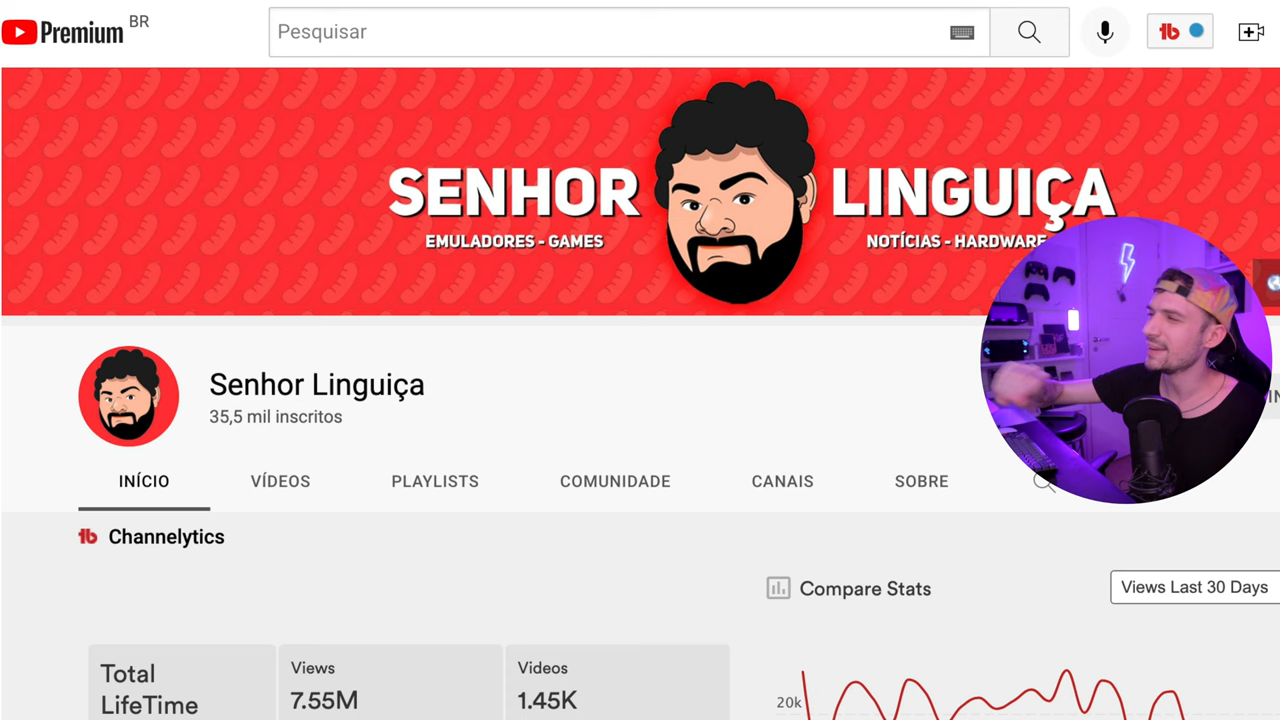 Premium BR
Pesquisar
SENHOR LINGUIÇA
EMULADORES - GAMES NOTÍCIAS - HARDWARE
Senhor Linguiça
35,5 mil inscritos
INÍCIO VÍDEOS PLAYLISTS COMUNIDADE CANAIS SOBRE
tb Channelytics
Compare Stats Views Last 30 Days
Total LifeTime
Views
7.55M
Videos
1.45K
20k